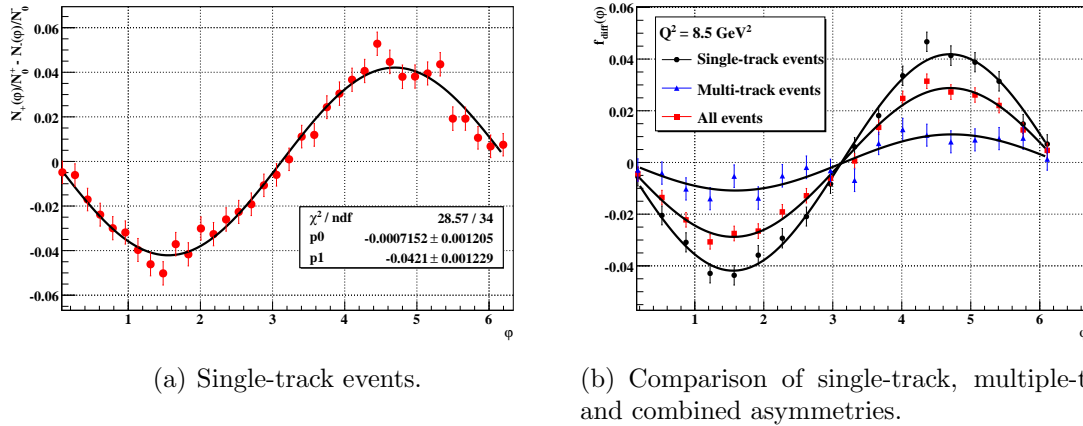 N₊(φ)/N₀⁺ - N₋(φ)/N₀⁻
0.06
0.04
0.02
0
-0.02
-0.04
-0.06
χ² / ndf 28.57 / 34
p0 -0.0007152 ± 0.001205
p1 -0.0421 ± 0.001229
1 2 3 4 5 6
φ
f_diff(φ)
0.06
0.04
0.02
0
-0.02
-0.04
Q² = 8.5 GeV²
Single-track events
Multi-track events
All events
1 2 3 4 5 6
(a) Single-track events.
(b) Comparison of single-track, multiple-t
and combined asymmetries.